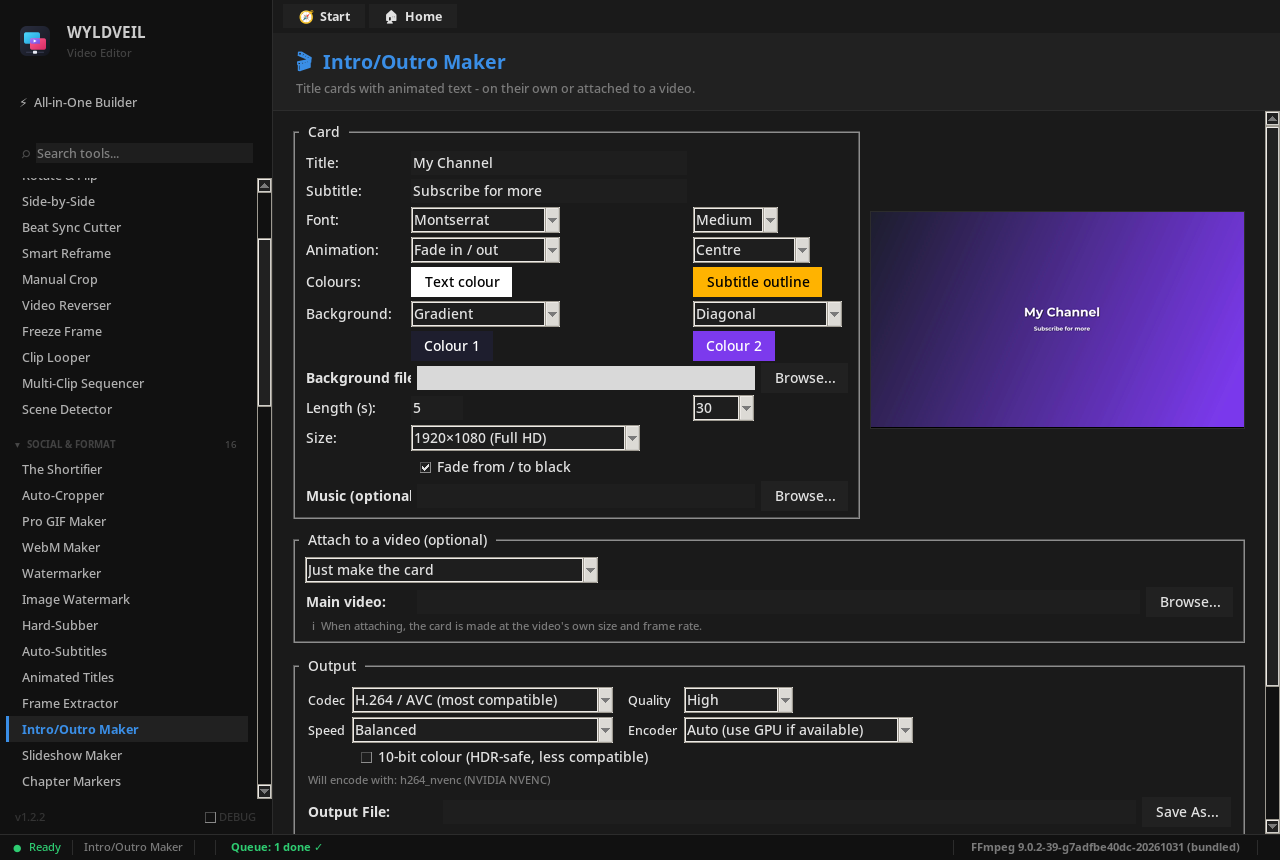 WYLDVEIL
Video Editor
All-in-One Builder
Search tools...
Rotate & Flip
Side-by-Side
Beat Sync Cutter
Smart Reframe
Manual Crop
Video Reverser
Freeze Frame
Clip Looper
Multi-Clip Sequencer
Scene Detector
SOCIAL & FORMAT 16
The Shortifier
Auto-Cropper
Pro GIF Maker
WebM Maker
Watermarker
Image Watermark
Hard-Subber
Auto-Subtitles
Animated Titles
Frame Extractor
Intro/Outro Maker
Slideshow Maker
Chapter Markers
v1.2.2 DEBUG
Start Home
Intro/Outro Maker
Title cards with animated text - on their own or attached to a video.
Card
Title: My Channel
Subtitle: Subscribe for more
Font: Montserrat Medium
Animation: Fade in / out Centre
Colours: Text colour Subtitle outline
Background: Gradient Diagonal
Colour 1 Colour 2
Background file Browse...
Length (s): 5 30
Size: 1920×1080 (Full HD)
Fade from / to black
Music (optional Browse...
My Channel
Subscribe for more
Attach to a video (optional)
Just make the card
Main video: Browse...
i When attaching, the card is made at the video's own size and frame rate.
Output
Codec H.264 / AVC (most compatible) Quality High
Speed Balanced Encoder Auto (use GPU if available)
10-bit colour (HDR-safe, less compatible)
Will encode with: h264_nvenc (NVIDIA NVENC)
Output File: Save As...
Ready Intro/Outro Maker Queue: 1 done ✓ FFmpeg 9.0.2-39-g7adfbe40dc-20261031 (bundled)